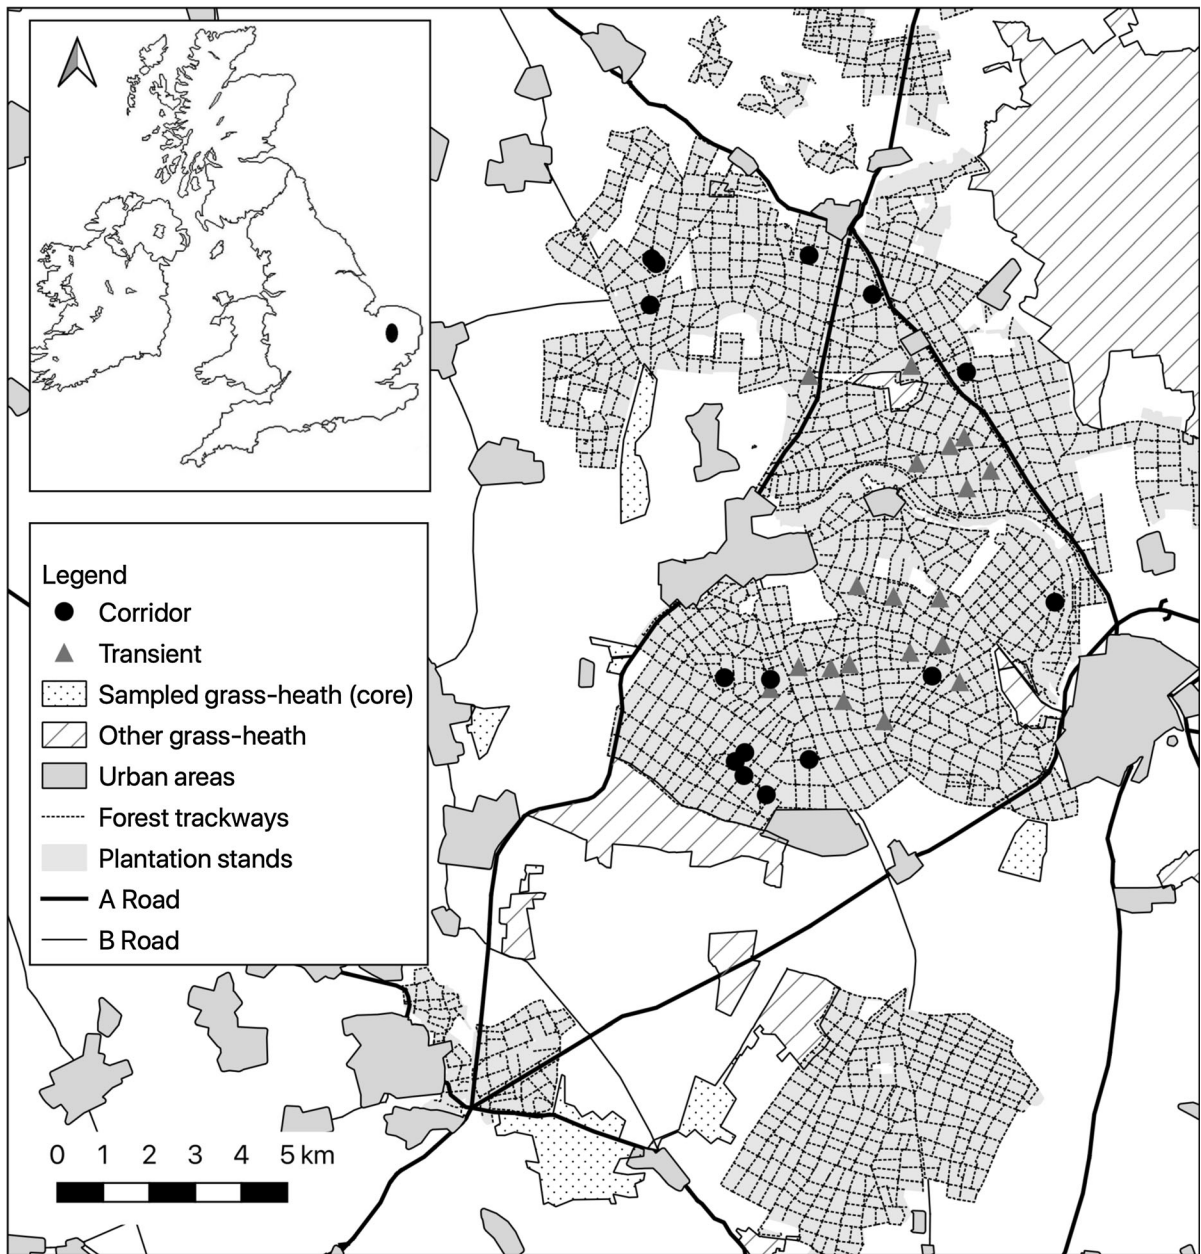 Legend
Corridor
Transient
Sampled grass-heath (core)
Other grass-heath
Urban areas
Forest trackways
Plantation stands
A Road
B Road
0 1 2 3 4 5 km